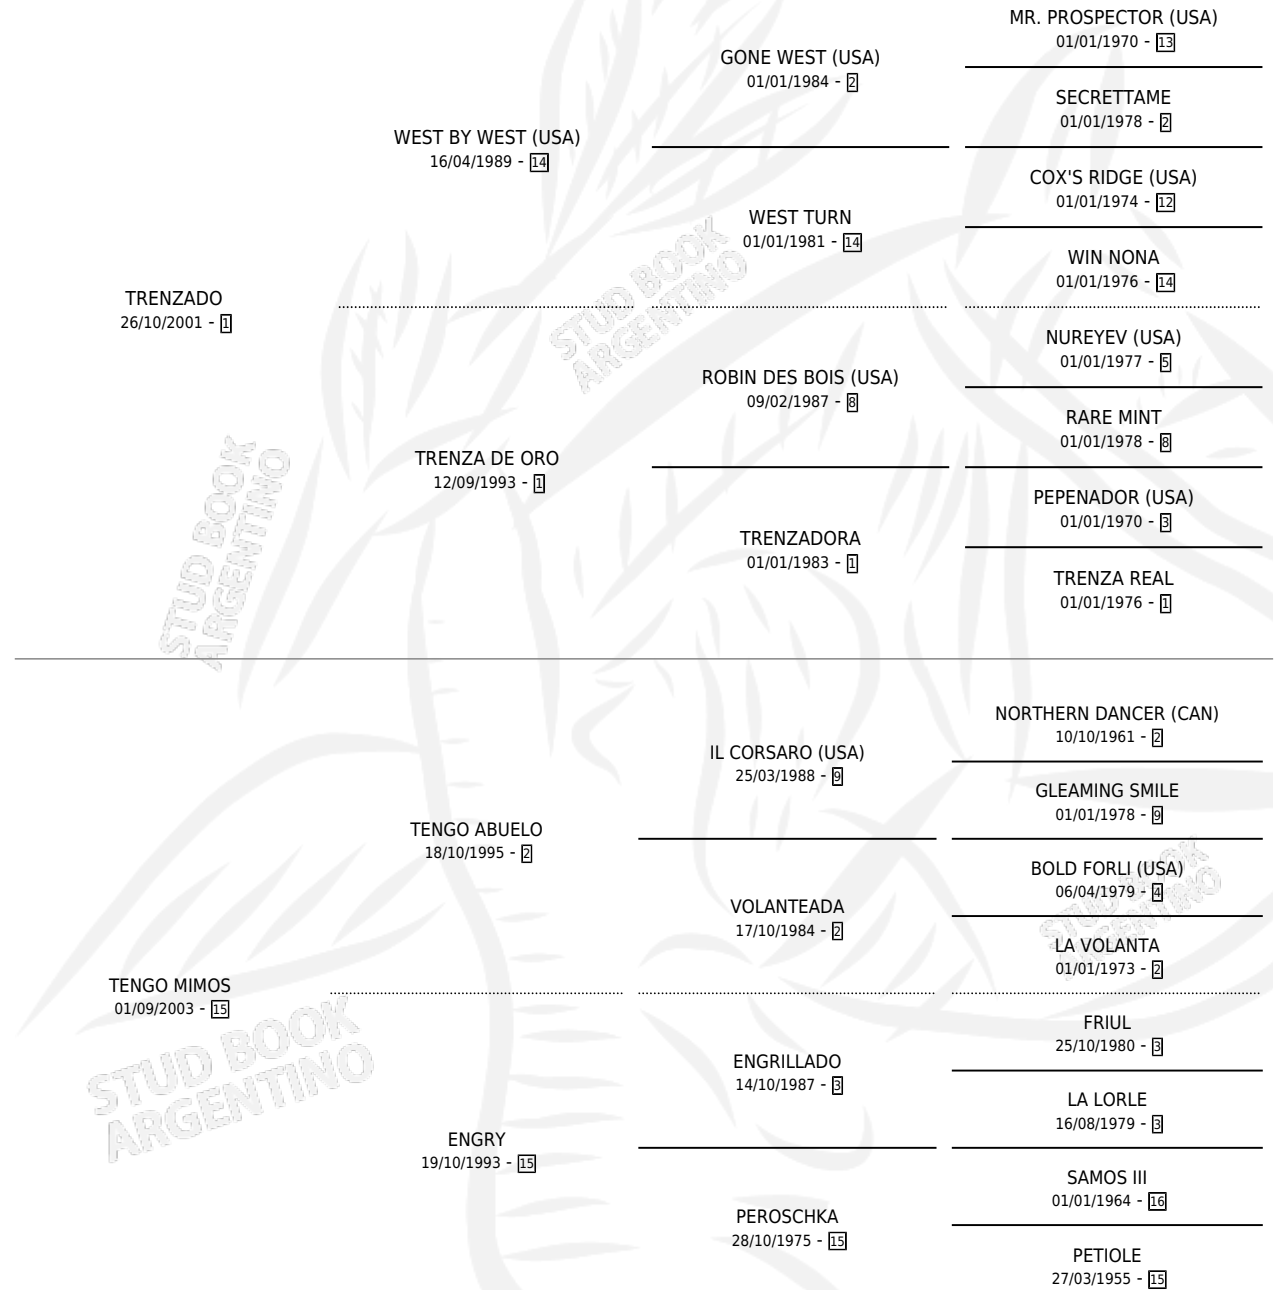 MR. PROSPECTOR (USA)
01/01/1970 - 13
GONE WEST (USA)
01/01/1984 - 2
SECRETTAME
01/01/1978 - 2
WEST BY WEST (USA)
16/04/1989 - 14
COX'S RIDGE (USA)
01/01/1974 - 12
WEST TURN
01/01/1981 - 14
WIN NONA
01/01/1976 - 14
TRENZADO
26/10/2001 - 1
NUREYEV (USA)
01/01/1977 - 5
ROBIN DES BOIS (USA)
09/02/1987 - 8
RARE MINT
01/01/1978 - 8
TRENZA DE ORO
12/09/1993 - 1
PEPENADOR (USA)
01/01/1970 - 3
TRENZADORA
01/01/1983 - 1
TRENZA REAL
01/01/1976 - 1
NORTHERN DANCER (CAN)
10/10/1961 - 2
IL CORSARO (USA)
25/03/1988 - 9
GLEAMING SMILE
01/01/1978 - 9
TENGO ABUELO
18/10/1995 - 2
BOLD FORLI (USA)
06/04/1979 - 4
VOLANTEADA
17/10/1984 - 2
LA VOLANTA
01/01/1973 - 2
TENGO MIMOS
01/09/2003 - 15
FRIUL
25/10/1980 - 3
ENGRILLADO
14/10/1987 - 3
LA LORLE
16/08/1979 - 3
ENGRY
19/10/1993 - 15
SAMOS III
01/01/1964 - 16
PEROSCHKA
28/10/1975 - 15
PETIOLE
27/03/1955 - 15
STUD BOOK
ARGENTINO
STUD BOOK
ARGENTINO
STUD BOOK
ARGENTINO
STUD BOOK
ARGENTINO